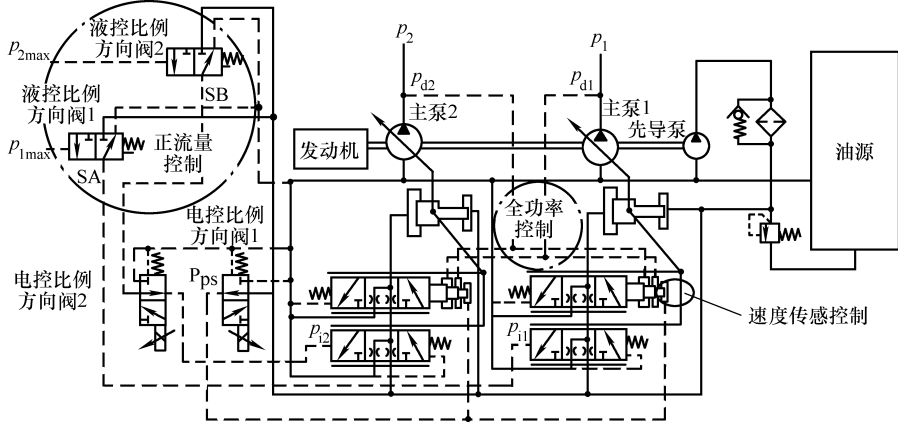 液控比例
方向阀2
p2max
SB
液控比例
方向阀1
p1max
SA
正流量
控制
p2
pd2
主泵2
发动机
p1
pd1
主泵1
先导泵
油源
全功率
控制
电控比例
方向阀1
电控比例
方向阀2
Pps
pi2
pi1
速度传感控制